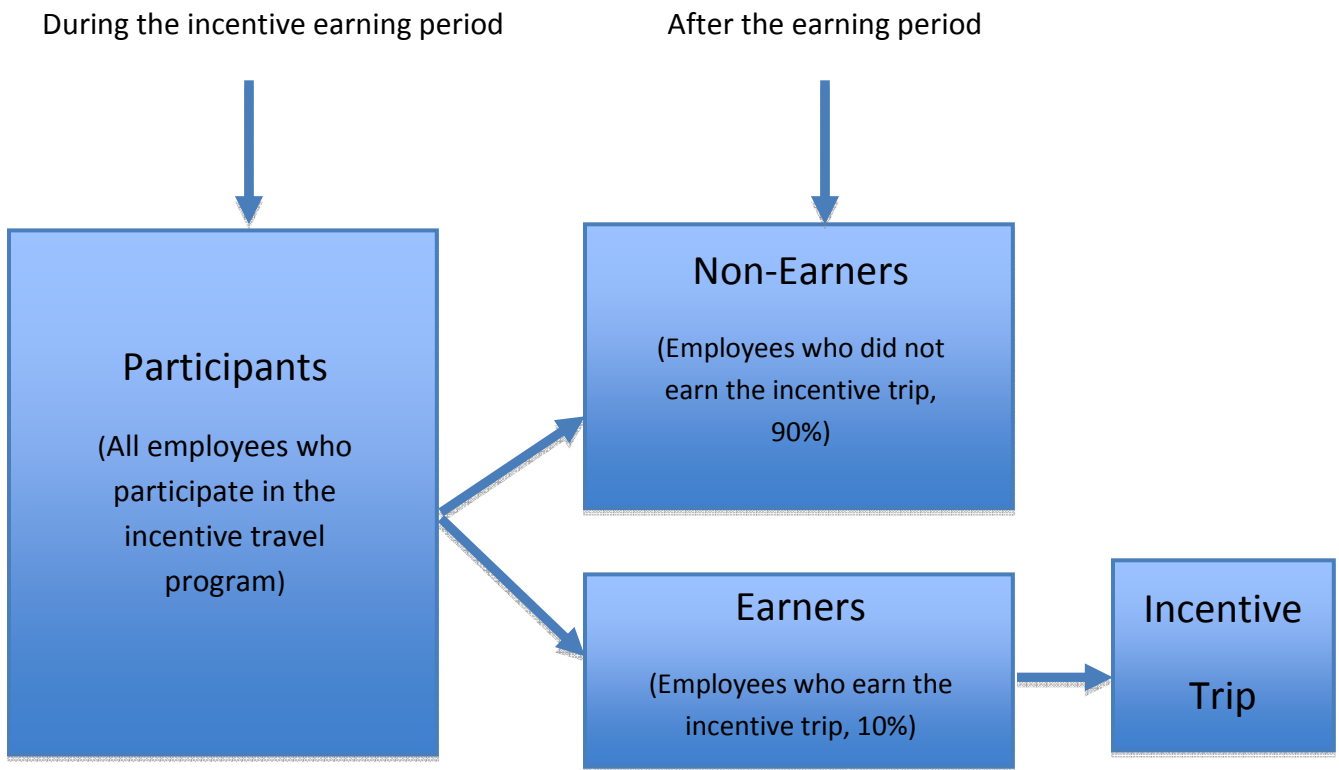 During the incentive earning period
After the earning period
Participants
(All employees who
participate in the
incentive travel
program)
Non-Earners
(Employees who did not
earn the incentive trip,
90%)
Earners
(Employees who earn the
incentive trip, 10%)
Incentive
Trip